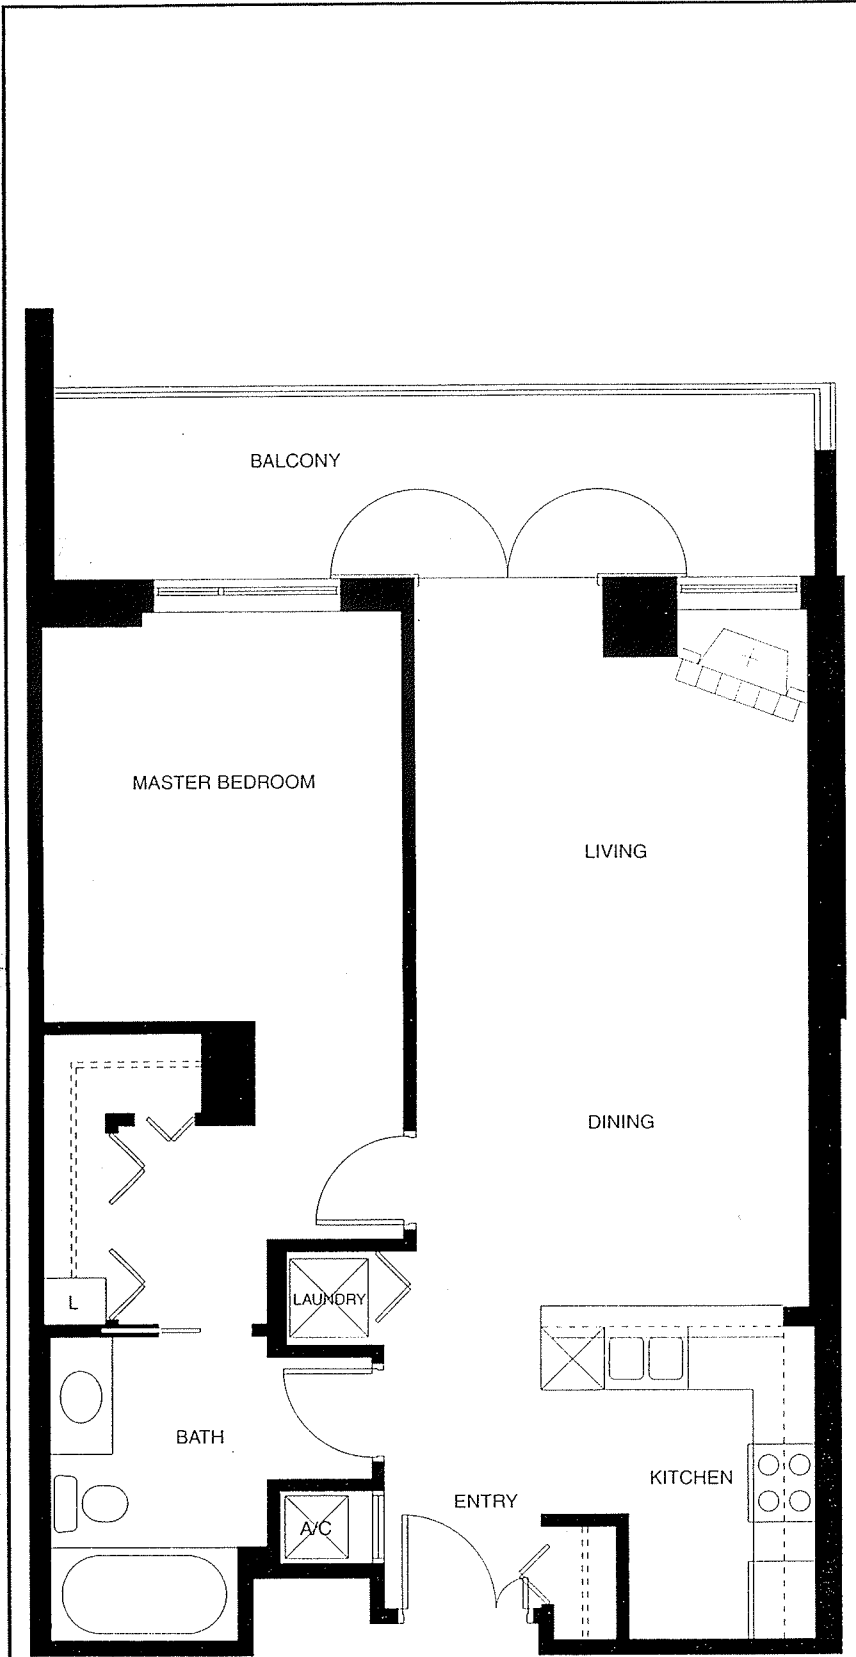 BALCONY
MASTER BEDROOM
LIVING
DINING
L
LAUNDRY
BATH
KITCHEN
ENTRY
A/C